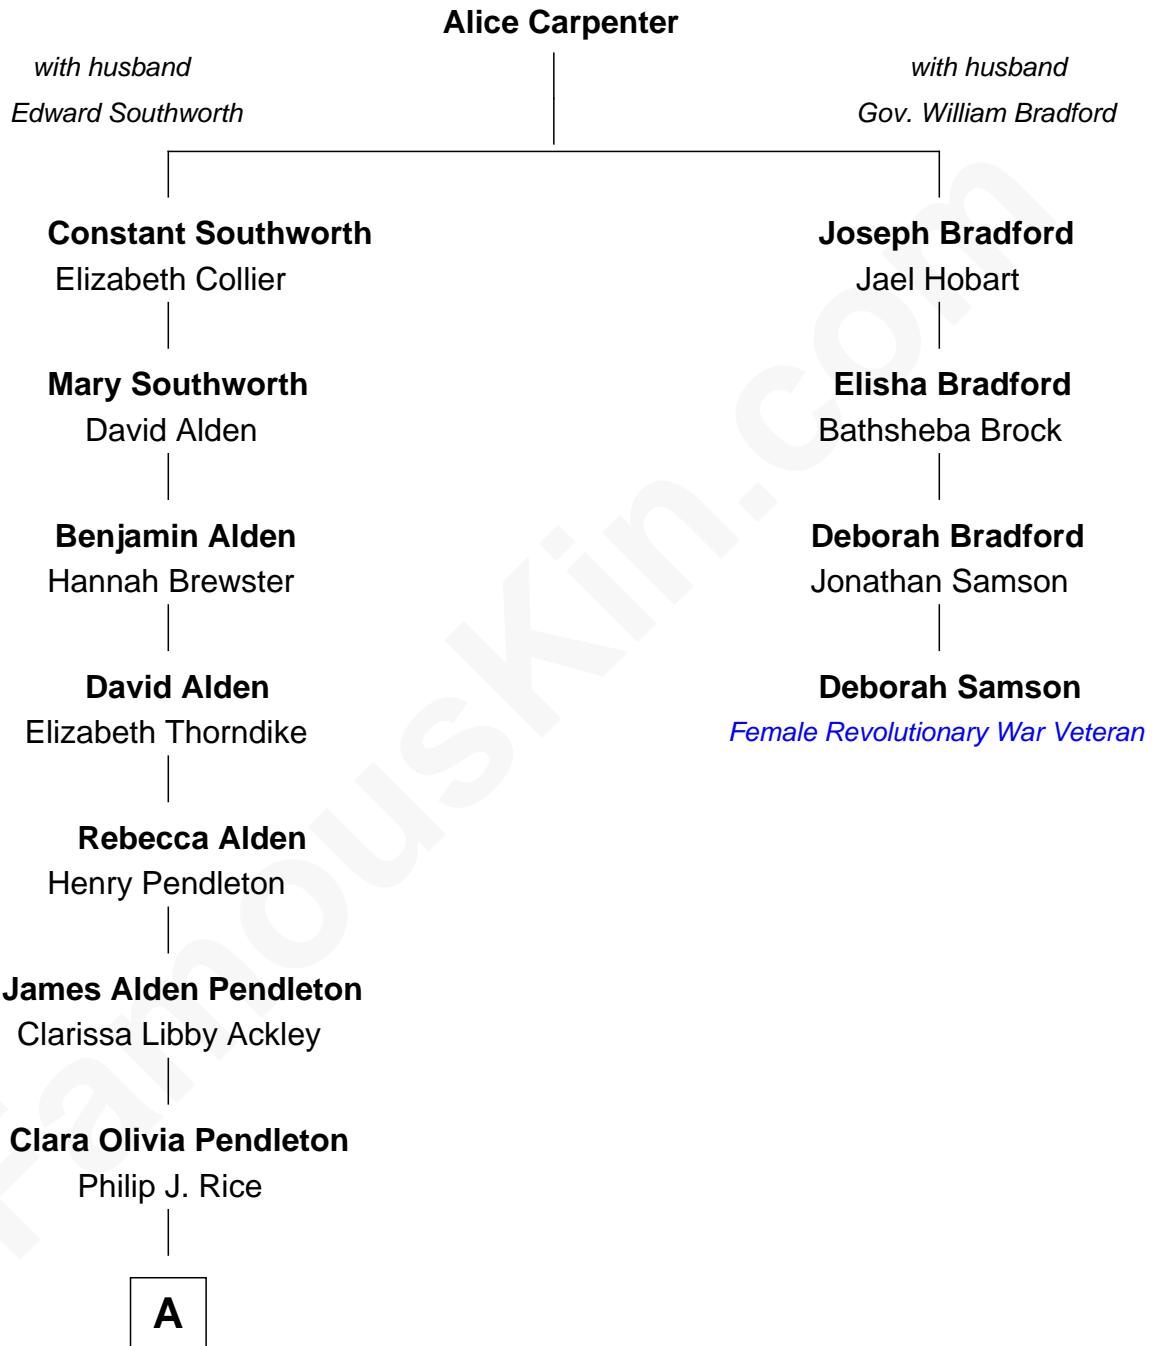 Alice Carpenter
with husband
Edward Southworth
with husband
Gov. William Bradford
Constant Southworth
Elizabeth Collier
Joseph Bradford
Jael Hobart
Mary Southworth
David Alden
Elisha Bradford
Bathsheba Brock
Benjamin Alden
Hannah Brewster
Deborah Bradford
Jonathan Samson
David Alden
Elizabeth Thorndike
Deborah Samson
Female Revolutionary War Veteran
Rebecca Alden
Henry Pendleton
James Alden Pendleton
Clarissa Libby Ackley
Clara Olivia Pendleton
Philip J. Rice
A
FamousKin.com